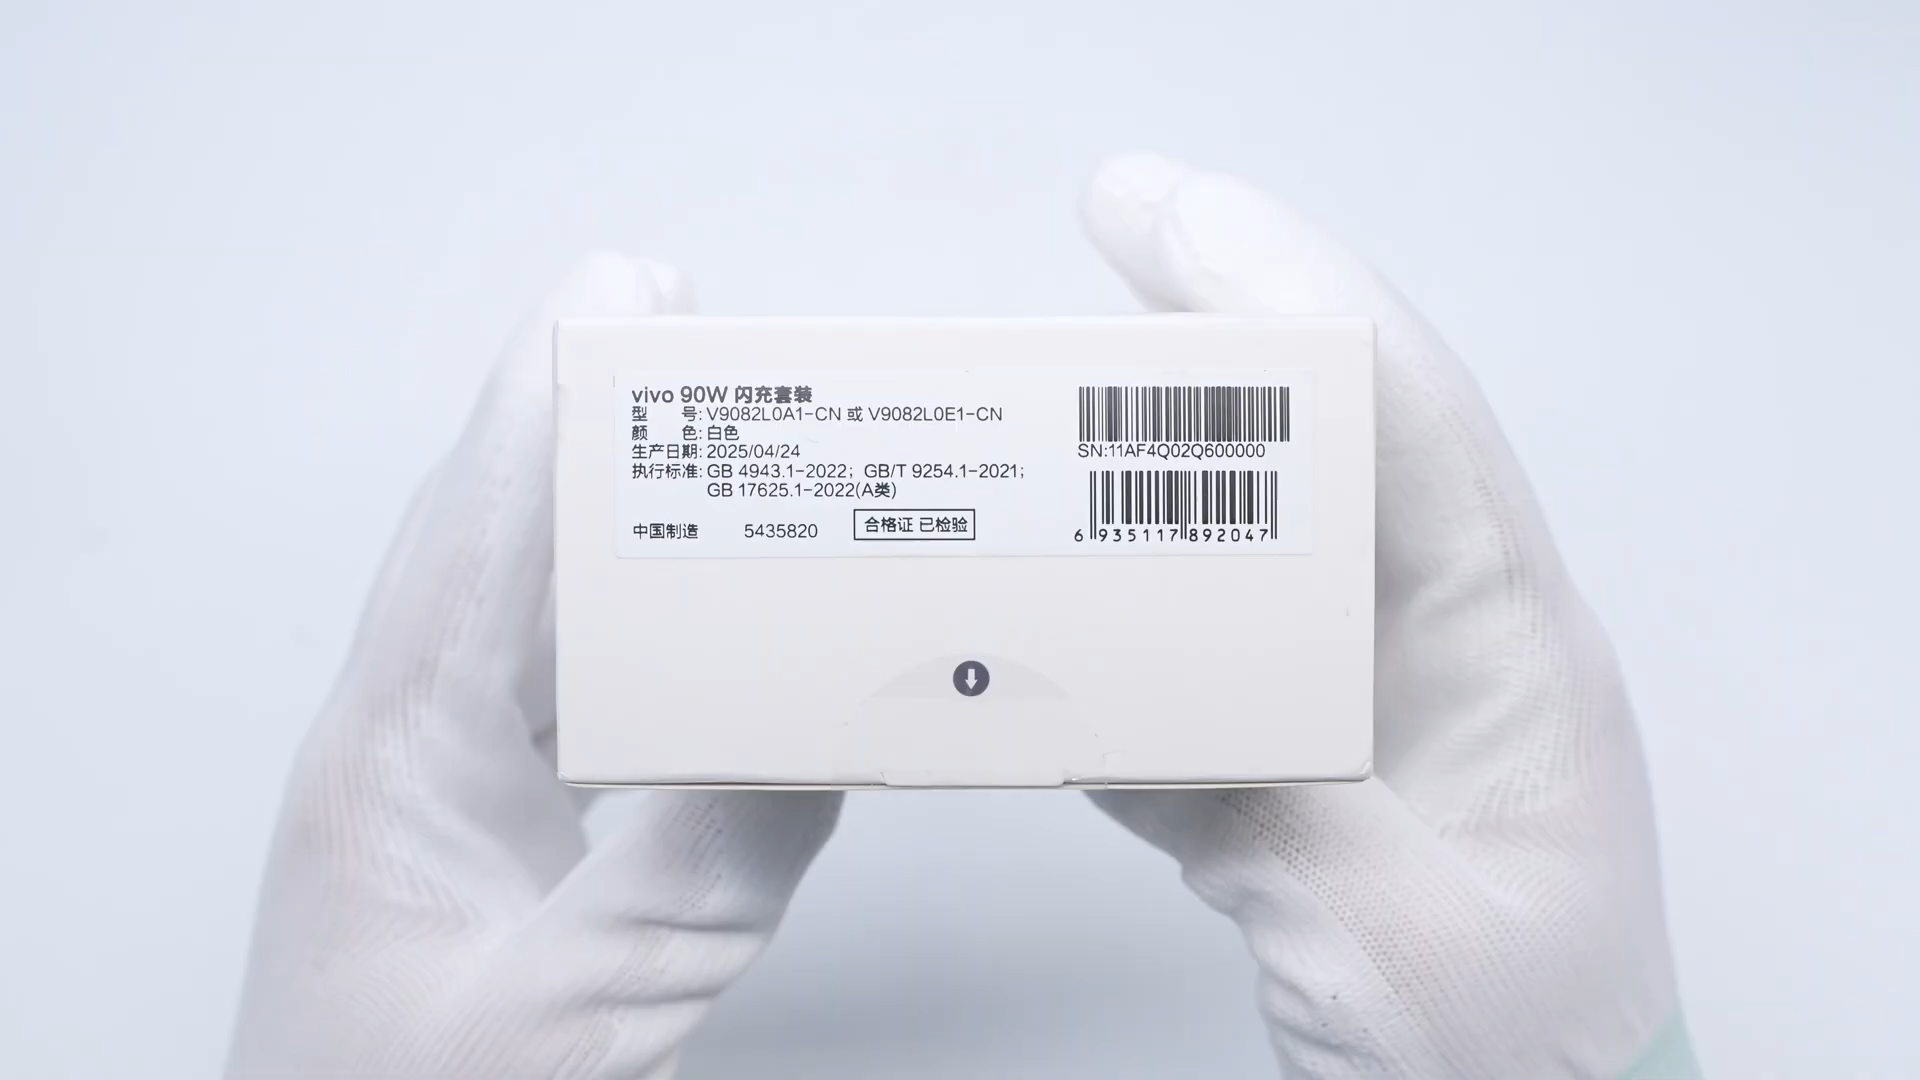 vivo 90W 闪充套装
型 号: V9082L0A1-CN 或 V9082L0E1-CN
颜 色: 白色
生产日期: 2025/04/24
执行标准: GB 4943.1-2022; GB/T 9254.1-2021;
GB 17625.1-2022(A类)
中国制造 5435820 合格证 已检验
SN:11AF4Q02Q600000
6 935117 892047